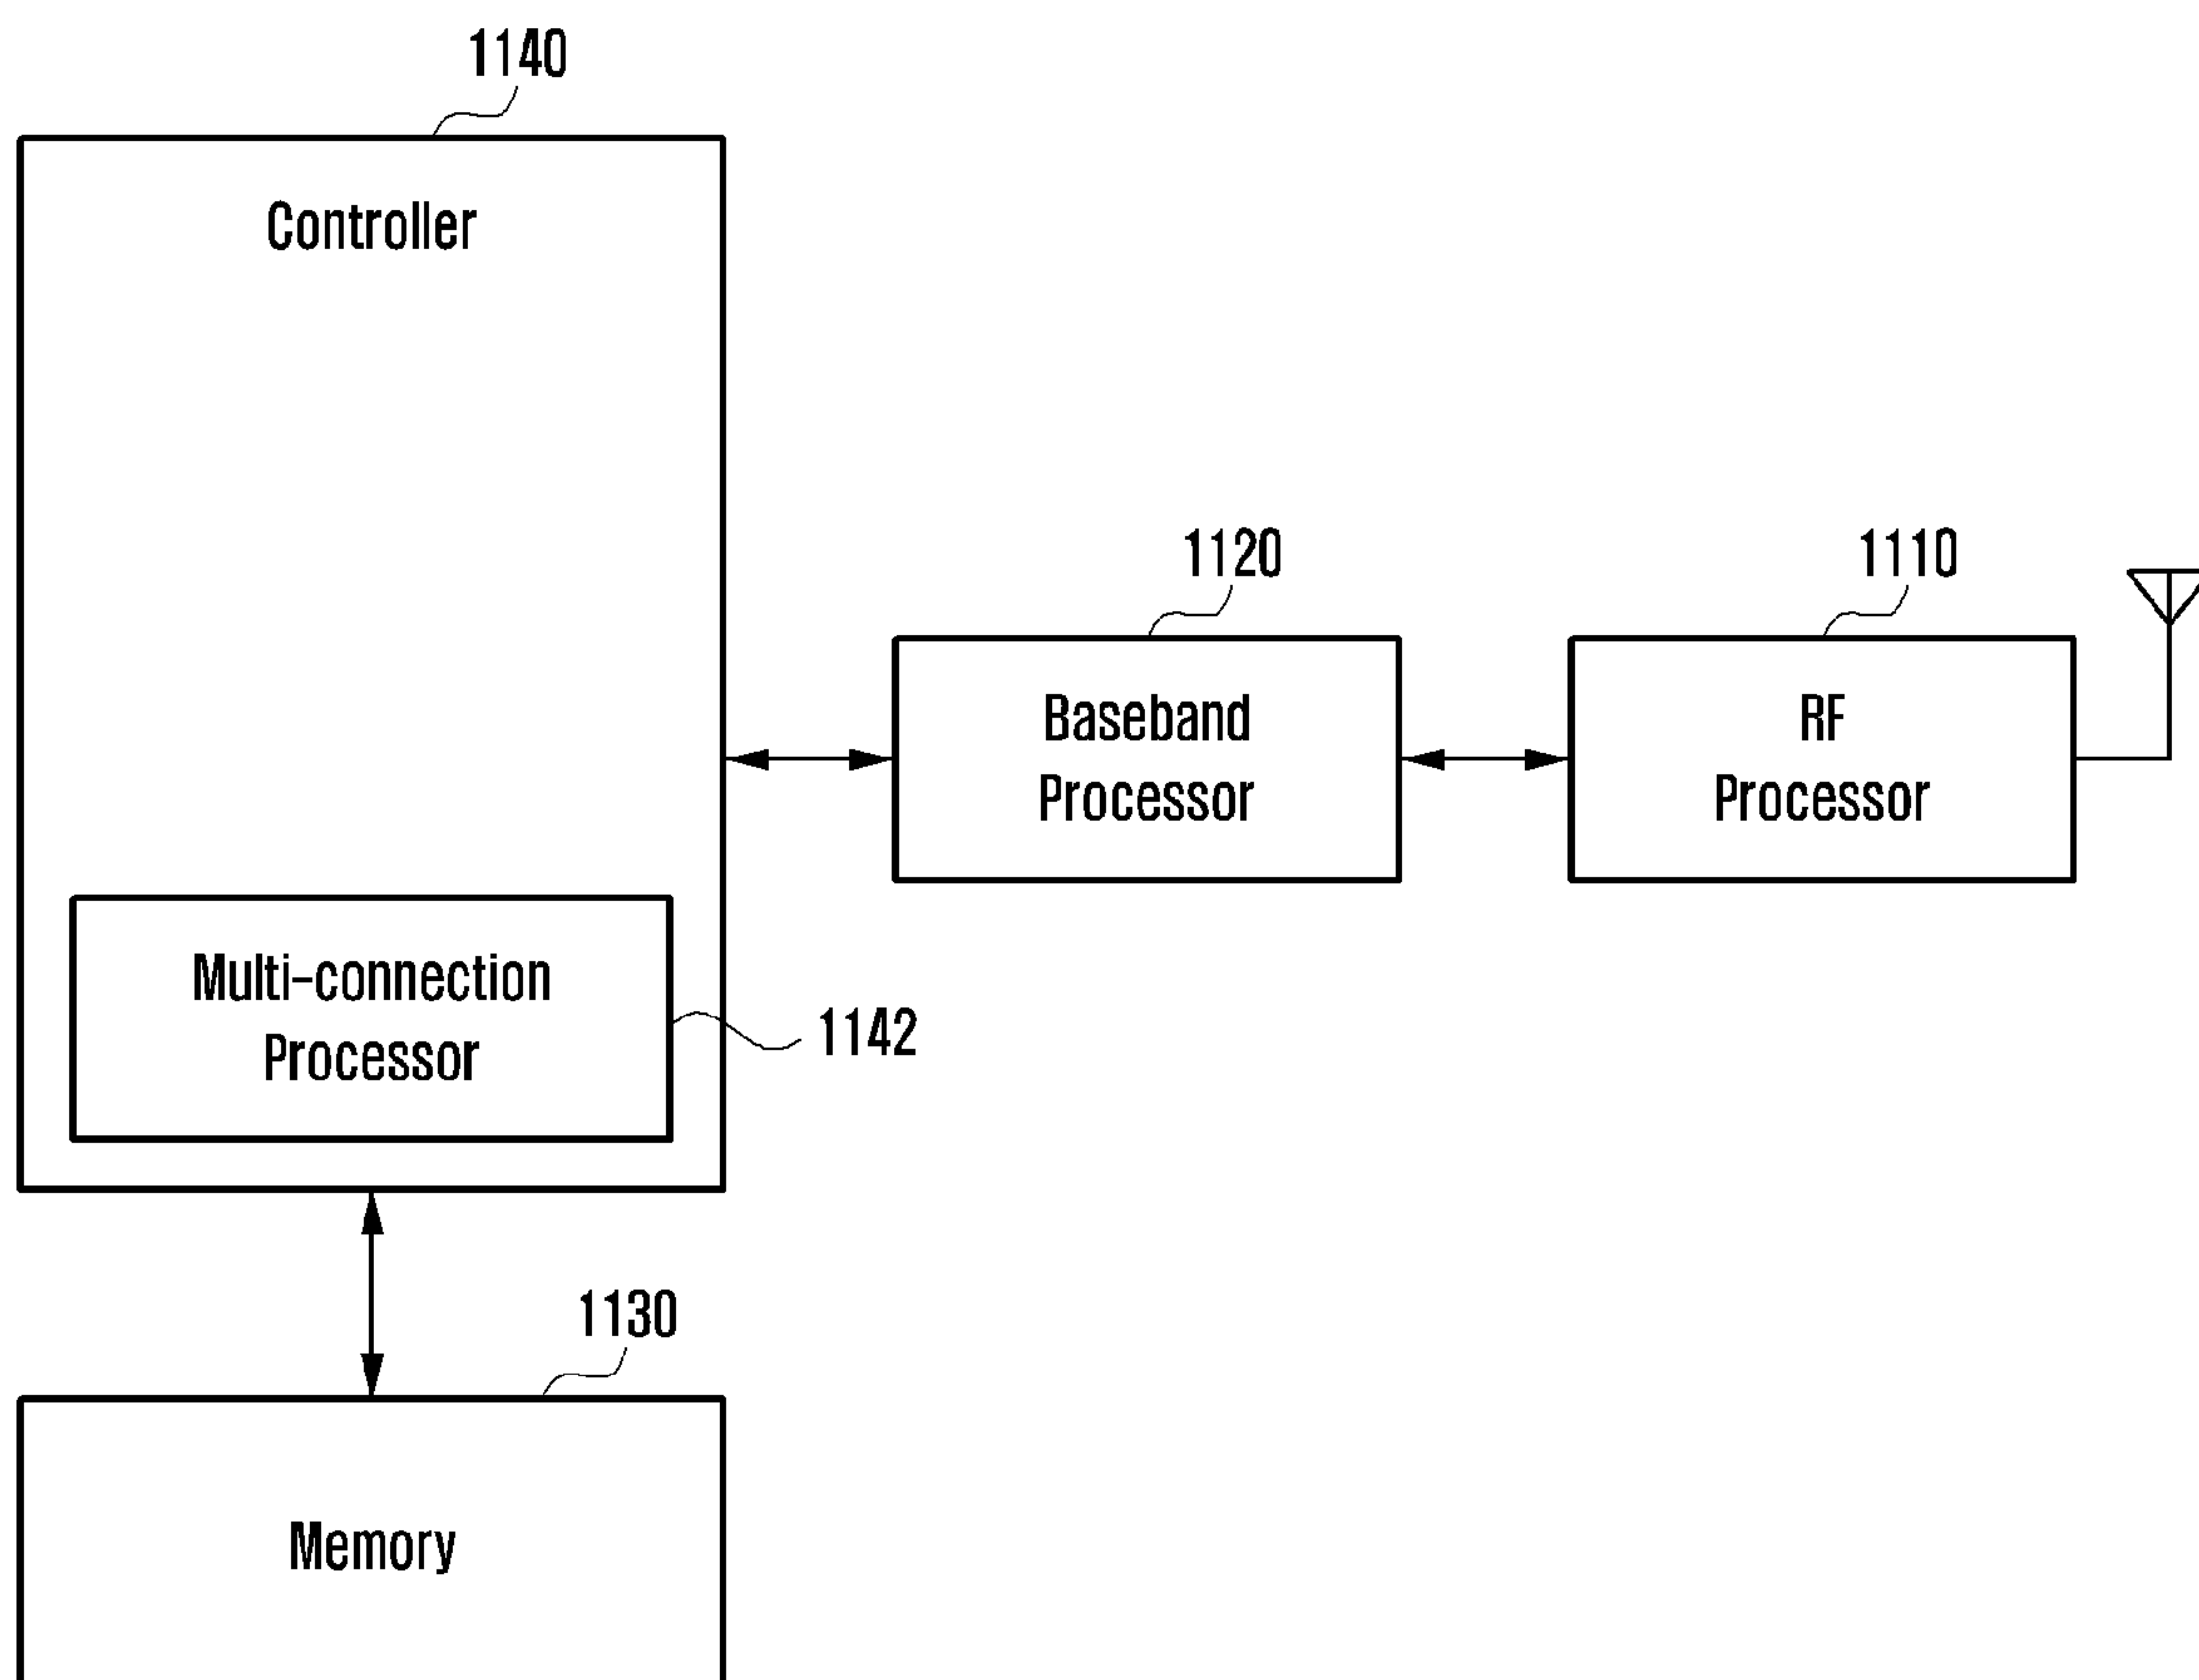 1140
Controller
1120
1110
Baseband
Processor
RF
Processor
Multi-connection
Processor
1142
1130
Memory